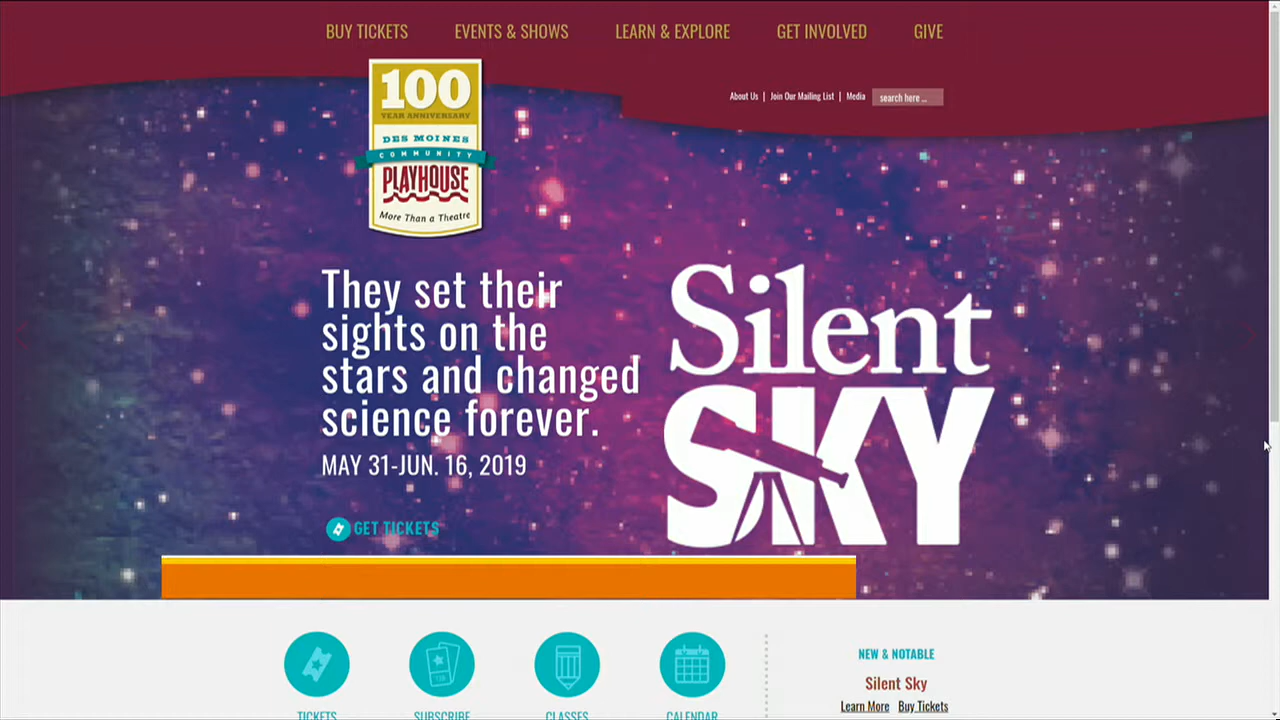 BUY TICKETS EVENTS & SHOWS LEARN & EXPLORE GET INVOLVED GIVE
About Us | Join Our Mailing List | Media search here ...
100
YEAR ANNIVERSARY
DES MOINES
COMMUNITY
PLAYHOUSE
More Than a Theatre
They set their
sights on the
stars and changed
science forever.
MAY 31-JUN. 16, 2019
GET TICKETS
Silent
SKY
TICKETS SUBSCRIBE CLASSES CALENDAR
NEW & NOTABLE
Silent Sky
Learn More Buy Tickets